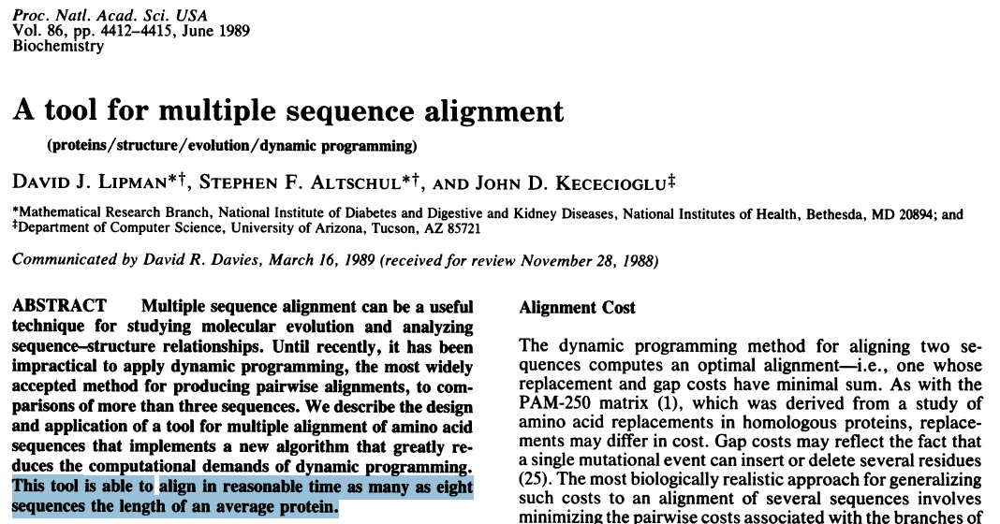 Proc. Natl. Acad. Sci. USA
Vol. 86, pp. 4412–4415, June 1989
Biochemistry
A tool for multiple sequence alignment
(proteins/structure/evolution/dynamic programming)
DAVID J. LIPMAN*†, STEPHEN F. ALTSCHUL*†, AND JOHN D. KECECIOGLU‡
*Mathematical Research Branch, National Institute of Diabetes and Digestive and Kidney Diseases, National Institutes of Health, Bethesda, MD 20894; and
‡Department of Computer Science, University of Arizona, Tucson, AZ 85721
Communicated by David R. Davies, March 16, 1989 (received for review November 28, 1988)
ABSTRACT Multiple sequence alignment can be a useful
technique for studying molecular evolution and analyzing
sequence–structure relationships. Until recently, it has been
impractical to apply dynamic programming, the most widely
accepted method for producing pairwise alignments, to com-
parisons of more than three sequences. We describe the design
and application of a tool for multiple alignment of amino acid
sequences that implements a new algorithm that greatly re-
duces the computational demands of dynamic programming.
This tool is able to align in reasonable time as many as eight
sequences the length of an average protein.
Alignment Cost
The dynamic programming method for aligning two se-
quences computes an optimal alignment—i.e., one whose
replacement and gap costs have minimal sum. As with the
PAM-250 matrix (1), which was derived from a study of
amino acid replacements in homologous proteins, replace-
ments may differ in cost. Gap costs may reflect the fact that
a single mutational event can insert or delete several residues
(25). The most biologically realistic approach for generalizing
such costs to an alignment of several sequences involves
minimizing the pairwise costs associated with the branches of